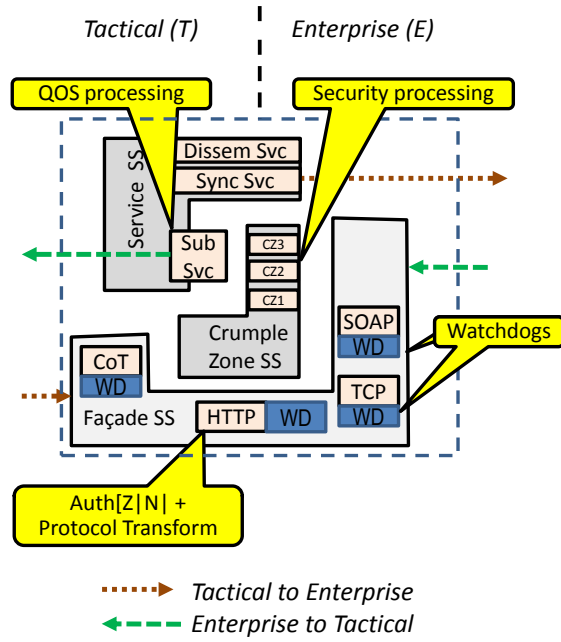 Tactical (T)
Enterprise (E)
QOS processing
Security processing
Dissem Svc
Sync Svc
Service SS
Sub
Svc
CZ3
CZ2
CZ1
Crumple
Zone SS
SOAP
WD
Watchdogs
CoT
WD
TCP
WD
Façade SS
HTTP
WD
Auth[Z|N| +
Protocol Transform
Tactical to Enterprise
Enterprise to Tactical